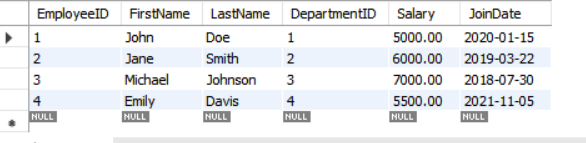 EmployeeID FirstName LastName DepartmentID Salary JoinDate
1 John Doe 1 5000.00 2020-01-15
2 Jane Smith 2 6000.00 2019-03-22
3 Michael Johnson 3 7000.00 2018-07-30
4 Emily Davis 4 5500.00 2021-11-05
NULL NULL NULL NULL NULL NULL